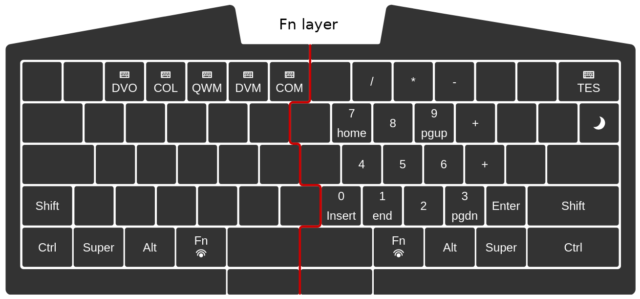 Fn layer
DVO COL QWM DVM COM / * - TES
7 8 9 +
home pgup
4 5 6 +
Shift 0 1 2 3 Enter Shift
Insert end pgdn
Ctrl Super Alt Fn Fn Alt Super Ctrl